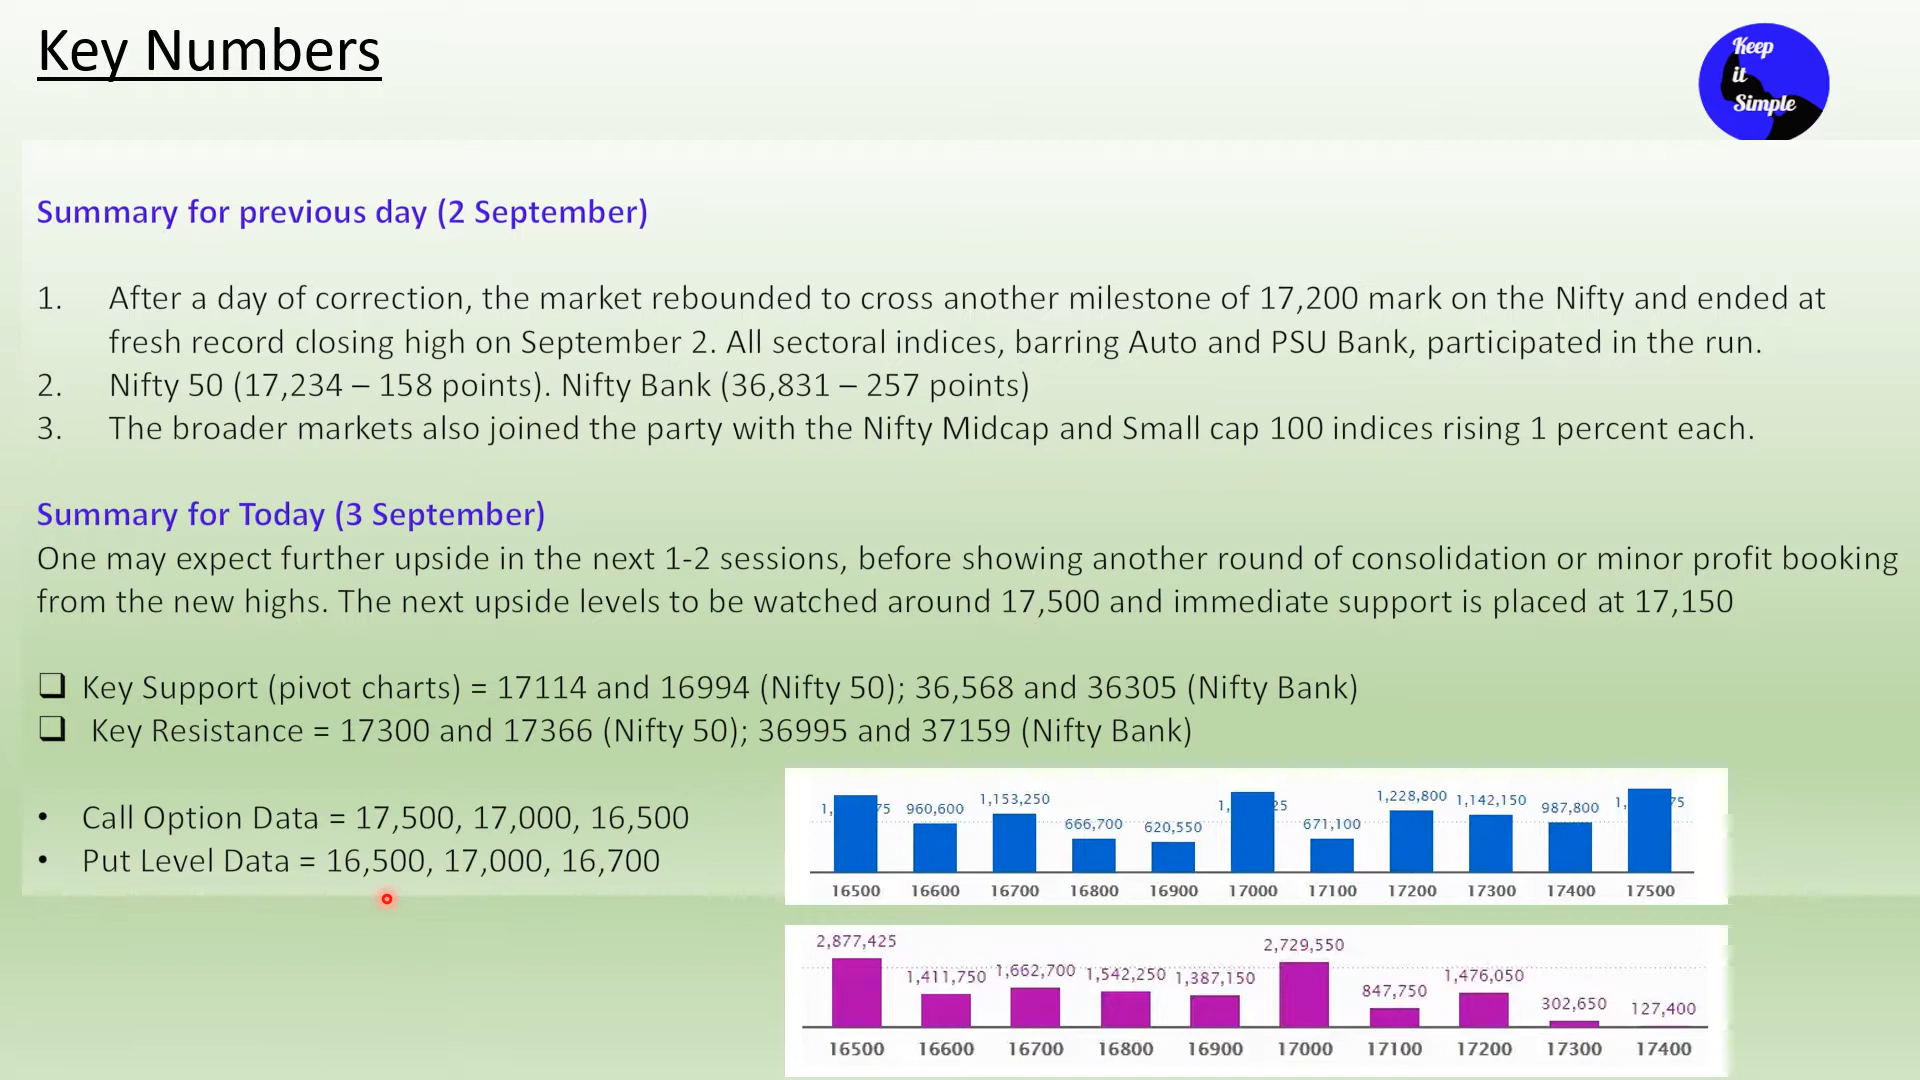 Key Numbers
Keep
it
Simple
Summary for previous day (2 September)
1. After a day of correction, the market rebounded to cross another milestone of 17,200 mark on the Nifty and ended at
fresh record closing high on September 2. All sectoral indices, barring Auto and PSU Bank, participated in the run.
2. Nifty 50 (17,234 – 158 points). Nifty Bank (36,831 – 257 points)
3. The broader markets also joined the party with the Nifty Midcap and Small cap 100 indices rising 1 percent each.
Summary for Today (3 September)
One may expect further upside in the next 1-2 sessions, before showing another round of consolidation or minor profit booking
from the new highs. The next upside levels to be watched around 17,500 and immediate support is placed at 17,150
❑ Key Support (pivot charts) = 17114 and 16994 (Nifty 50); 36,568 and 36305 (Nifty Bank)
❑ Key Resistance = 17300 and 17366 (Nifty 50); 36995 and 37159 (Nifty Bank)
• Call Option Data = 17,500, 17,000, 16,500
• Put Level Data = 16,500, 17,000, 16,700
960,600 1,153,250 666,700 620,550 671,100 1,228,800 1,142,150 987,800
16500 16600 16700 16800 16900 17000 17100 17200 17300 17400 17500
2,877,425 1,411,750 1,662,700 1,542,250 1,387,150 2,729,550 847,750 1,476,050 302,650 127,400
16500 16600 16700 16800 16900 17000 17100 17200 17300 17400